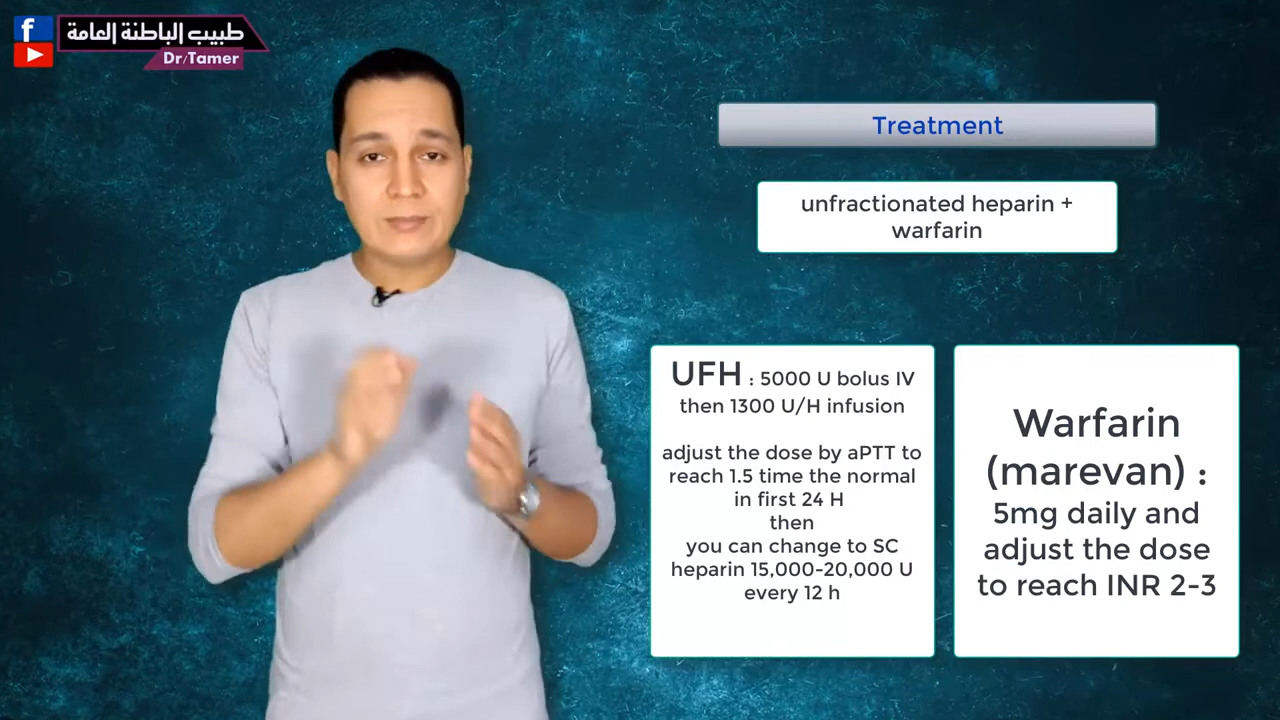 f
طبيب الباطنة العامة
Dr/Tamer
Treatment
unfractionated heparin +
warfarin
UFH : 5000 U bolus IV
then 1300 U/H infusion
adjust the dose by aPTT to
reach 1.5 time the normal
in first 24 H
then
you can change to SC
heparin 15,000-20,000 U
every 12 h
Warfarin
(marevan) :
5mg daily and
adjust the dose
to reach INR 2-3